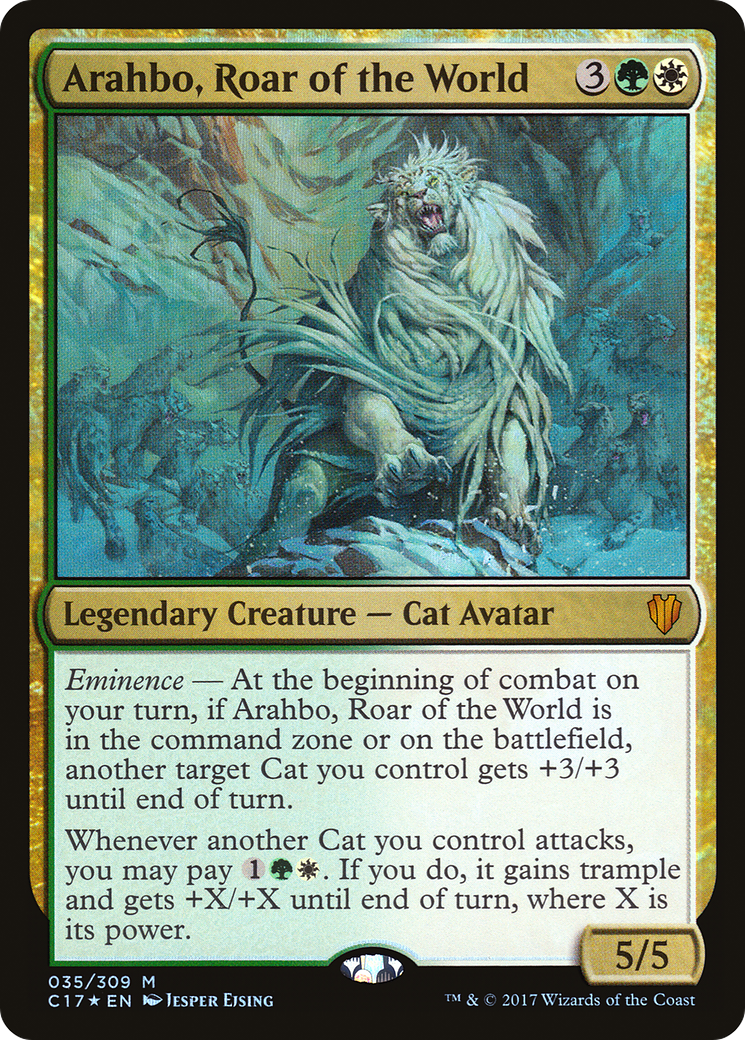 Arahbo, Roar of the World 3
Legendary Creature — Cat Avatar
Eminence — At the beginning of combat on
your turn, if Arahbo, Roar of the World is
in the command zone or on the battlefield,
another target Cat you control gets +3/+3
until end of turn.
Whenever another Cat you control attacks,
you may pay 1. If you do, it gains trample
and gets +X/+X until end of turn, where X is
its power.
5/5
035/309 M
C17★EN Jesper Ejsing
™ & © 2017 Wizards of the Coast